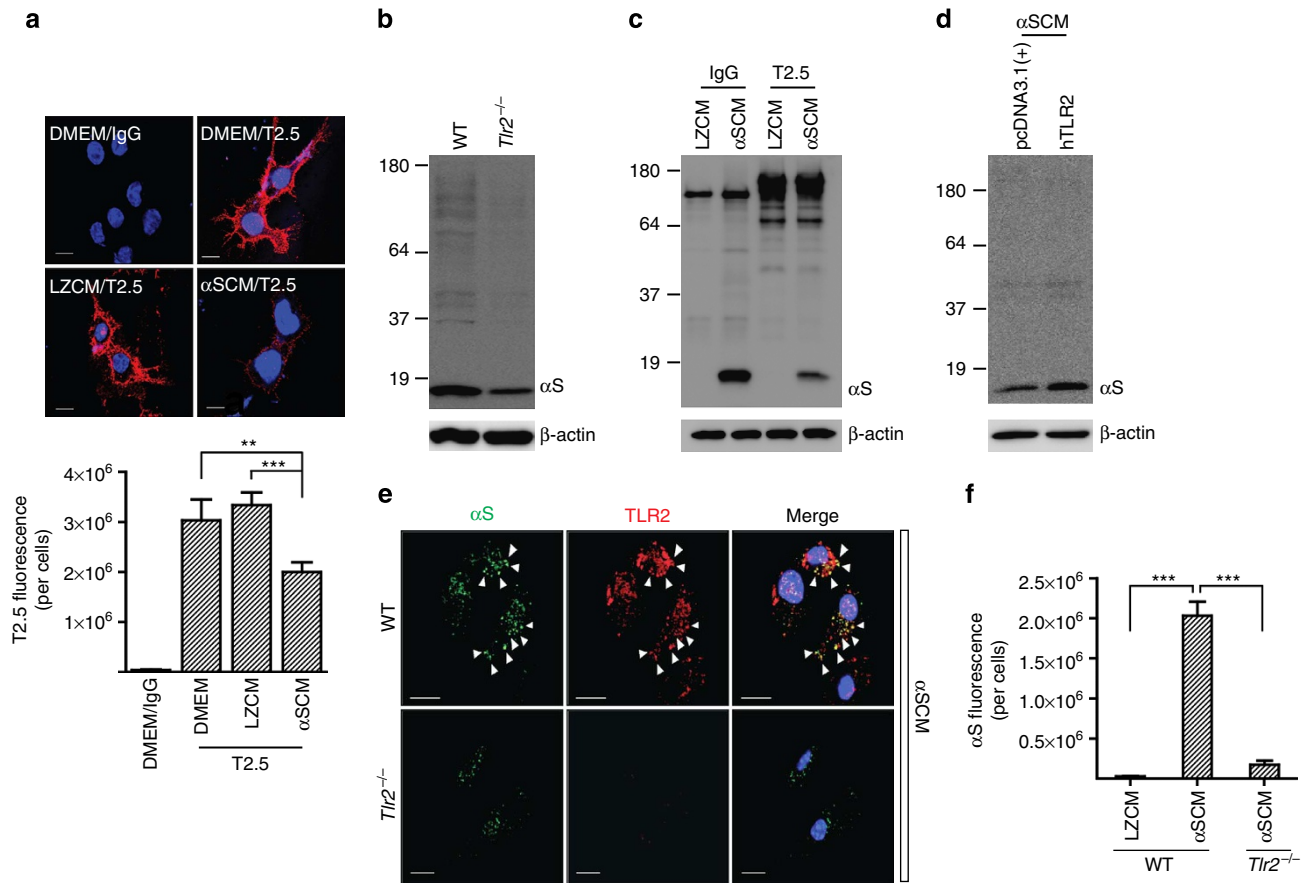 a
DMEM/IgG
DMEM/T2.5
LZCM/T2.5
αSCM/T2.5
**
***
4×10⁶
3×10⁶
2×10⁶
1×10⁶
T2.5 fluorescence
(per cells)
DMEM/IgG
DMEM
LZCM
αSCM
T2.5
b
WT
Tlr2⁻/⁻
180
64
37
19
αS
β-actin
c
IgG
T2.5
LZCM
αSCM
LZCM
αSCM
180
64
37
19
αS
β-actin
d
αSCM
pcDNA3.1(+)
hTLR2
180
64
37
19
αS
β-actin
e
αS
TLR2
Merge
WT
Tlr2⁻/⁻
αSCM
f
***
***
2.5×10⁶
2.0×10⁶
1.5×10⁶
1.0×10⁶
0.5×10⁶
αS fluorescence
(per cells)
LZCM
αSCM
αSCM
WT
Tlr2⁻/⁻